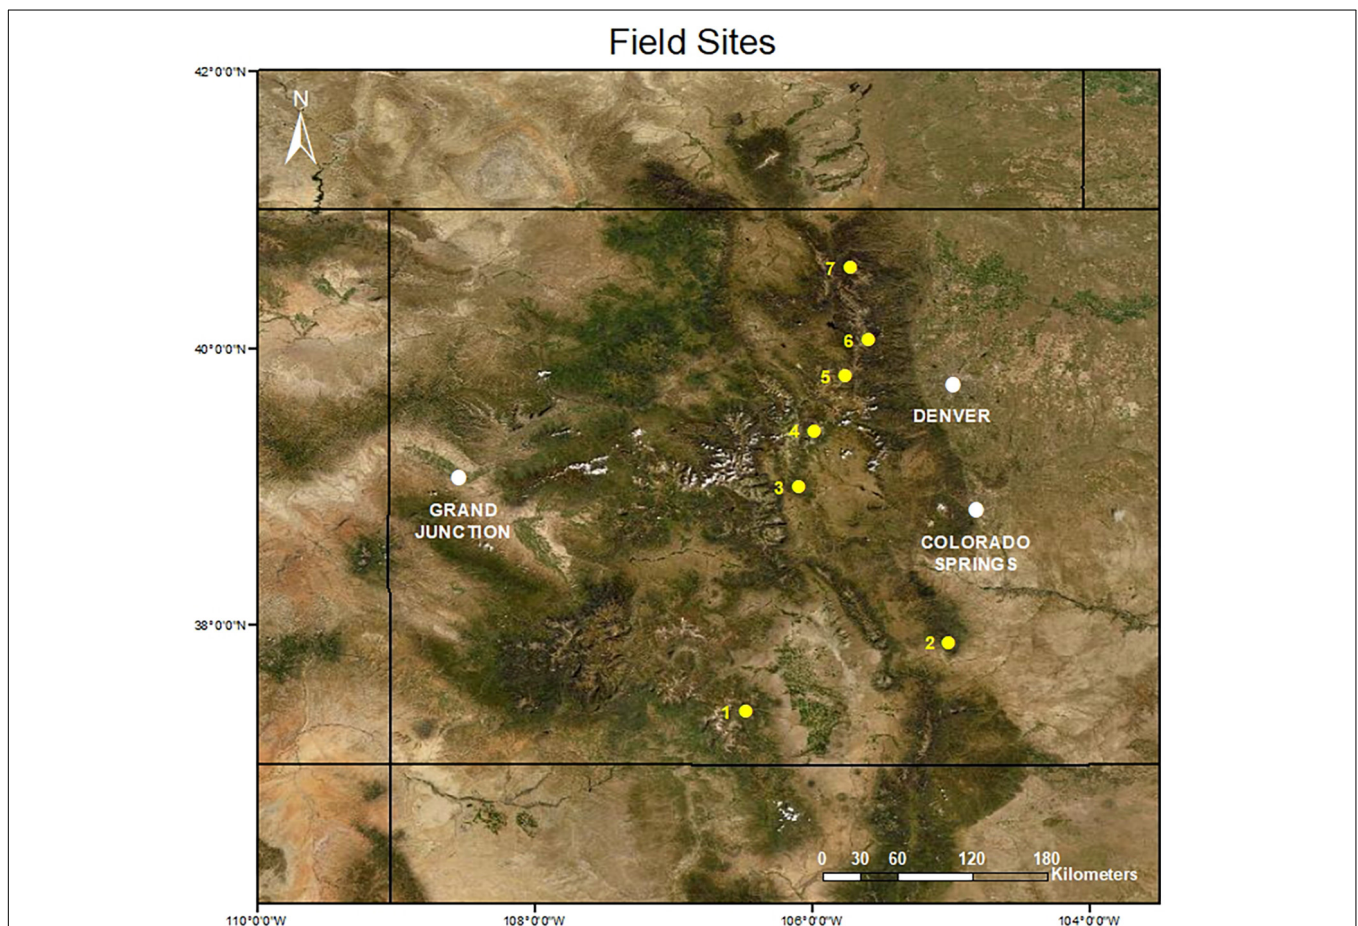 Field Sites
42°0'0"N
N
7
40°0'0"N
6
5
DENVER
4
3
GRAND
JUNCTION
COLORADO
SPRINGS
38°0'0"N
2
1
0 30 60 120 180
Kilometers
110°0'0"W 108°0'0"W 106°0'0"W 104°0'0"W